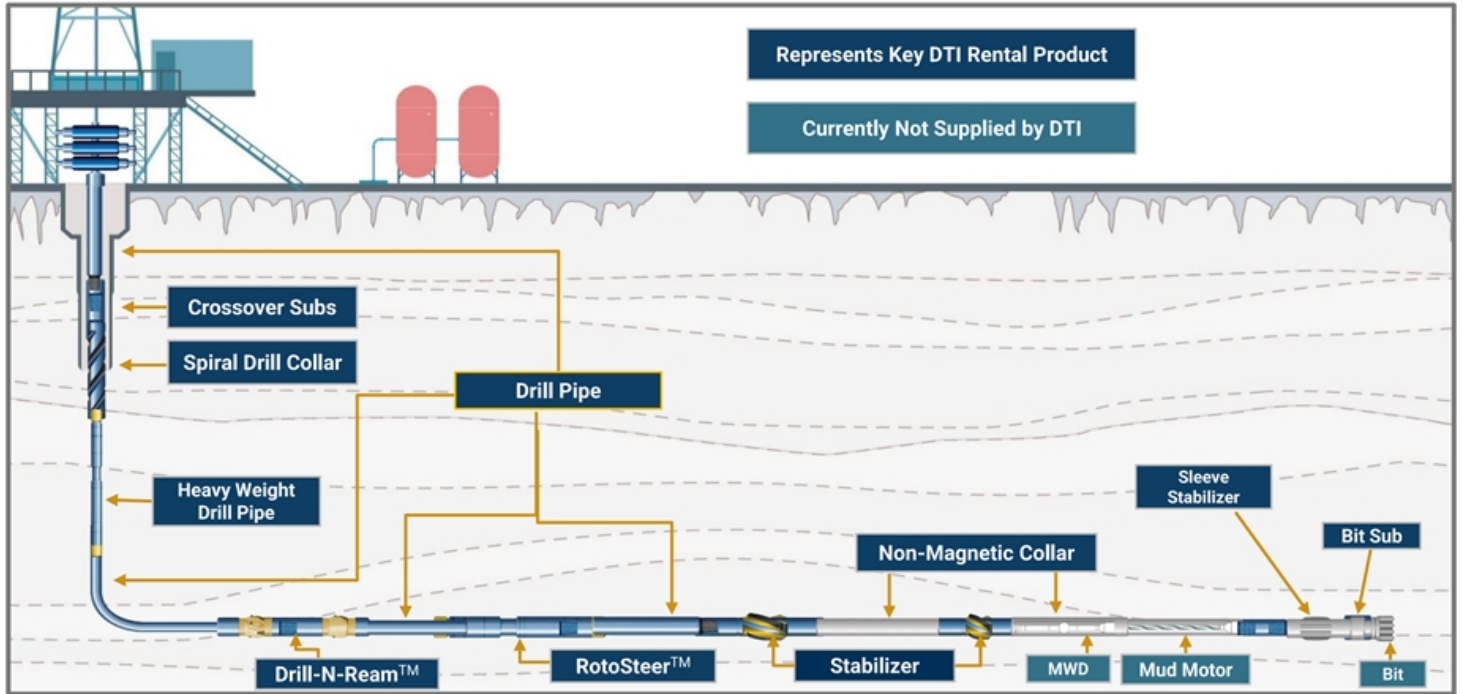 Represents Key DTI Rental Product
Currently Not Supplied by DTI
Crossover Subs
Spiral Drill Collar
Drill Pipe
Heavy Weight
Drill Pipe
Sleeve
Stabilizer
Bit Sub
Non-Magnetic Collar
Drill-N-Ream™
RotoSteer™
Stabilizer
MWD
Mud Motor
Bit